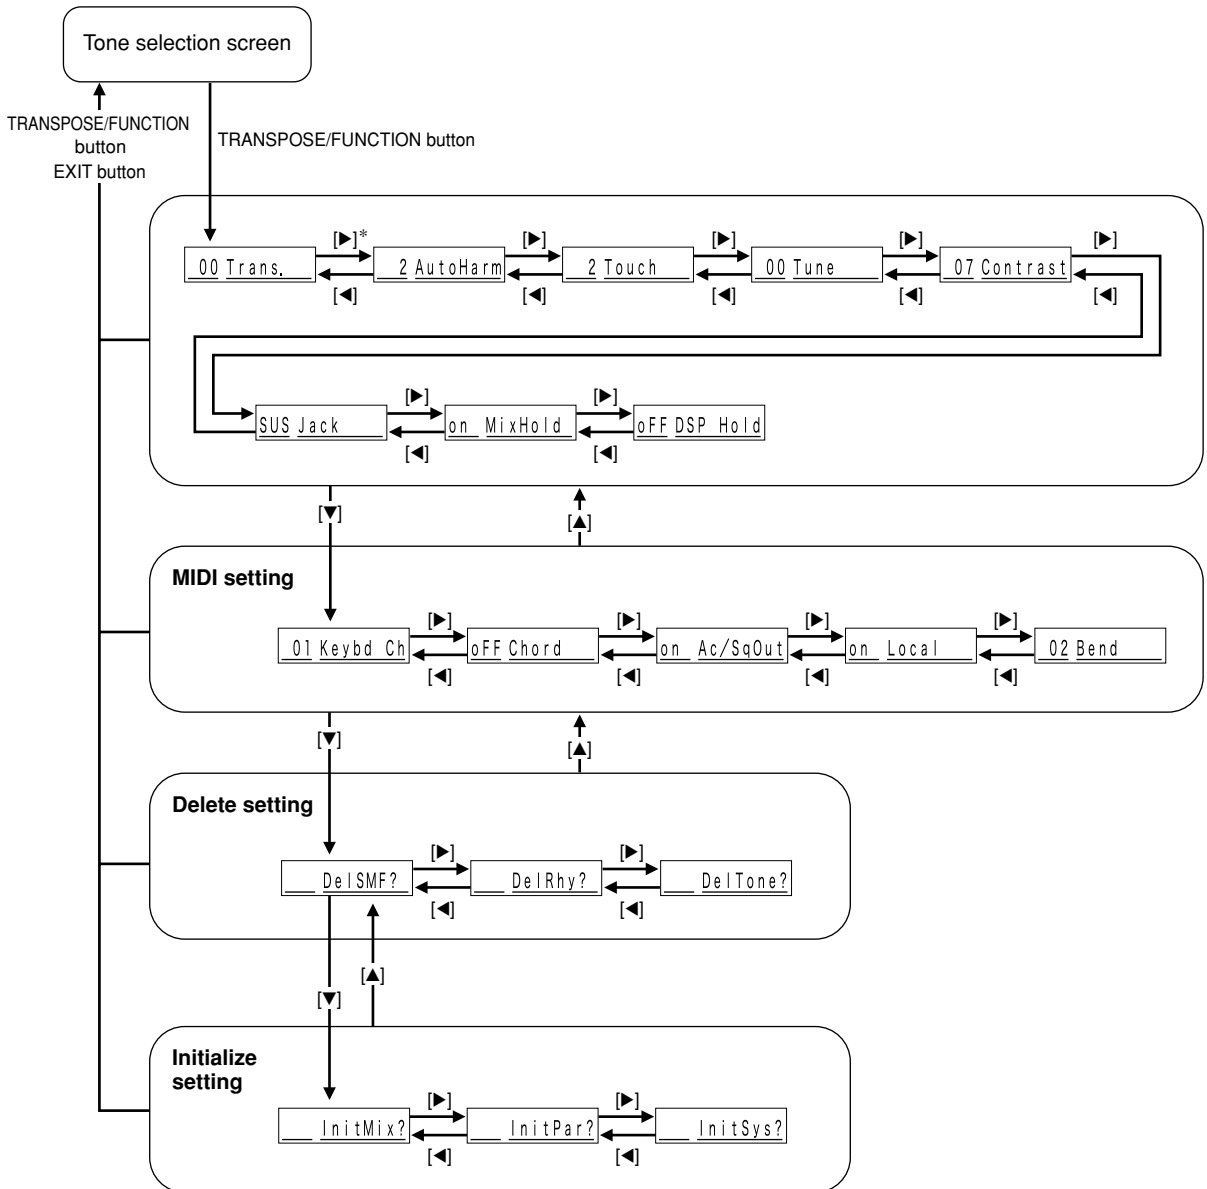 Tone selection screen
TRANSPOSE/FUNCTION
button
EXIT button
TRANSPOSE/FUNCTION button
[▶]* [▶] [▶] [▶] [▶]
00 Trans. 2 AutoHarm 2 Touch 00 Tune 07 Contrast
[◀] [◀] [◀] [◀] [◀]
[▶] [▶]
SUS Jack on MixHold oFF DSP Hold
[◀] [◀]
[▼] [▲]
MIDI setting
[▶] [▶] [▶] [▶]
01 Keybd Ch oFF Chord on Ac/SqOut on Local 02 Bend
[◀] [◀] [◀] [◀]
[▼] [▲]
Delete setting
[▶] [▶]
DelSMF? DelRhy? DelTone?
[◀] [◀]
[▲]
[▼]
Initialize
setting
[▶] [▶]
InitMix? InitPar? InitSys?
[◀] [◀]